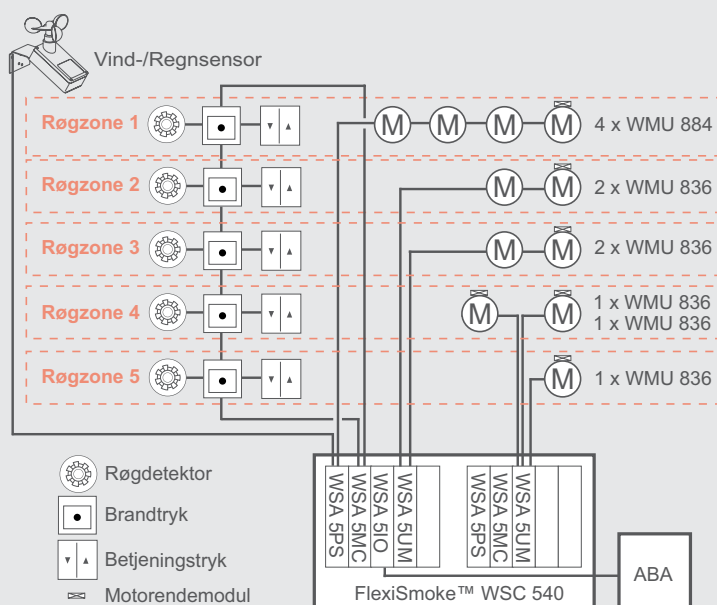 Vind-/Regnsensor
Røgzone 1
M M M M
4 x WMU 884
Røgzone 2
M M
2 x WMU 836
Røgzone 3
M M
2 x WMU 836
Røgzone 4
M M
1 x WMU 836
1 x WMU 836
Røgzone 5
M
1 x WMU 836
Røgdetektor
Brandtryk
Betjeningstryk
Motorendemodul
WSA 5PS
WSA 5MC
WSA 5IO
WSA 5UM
WSA 5PS
WSA 5MC
WSA 5UM
FlexiSmoke™ WSC 540
ABA